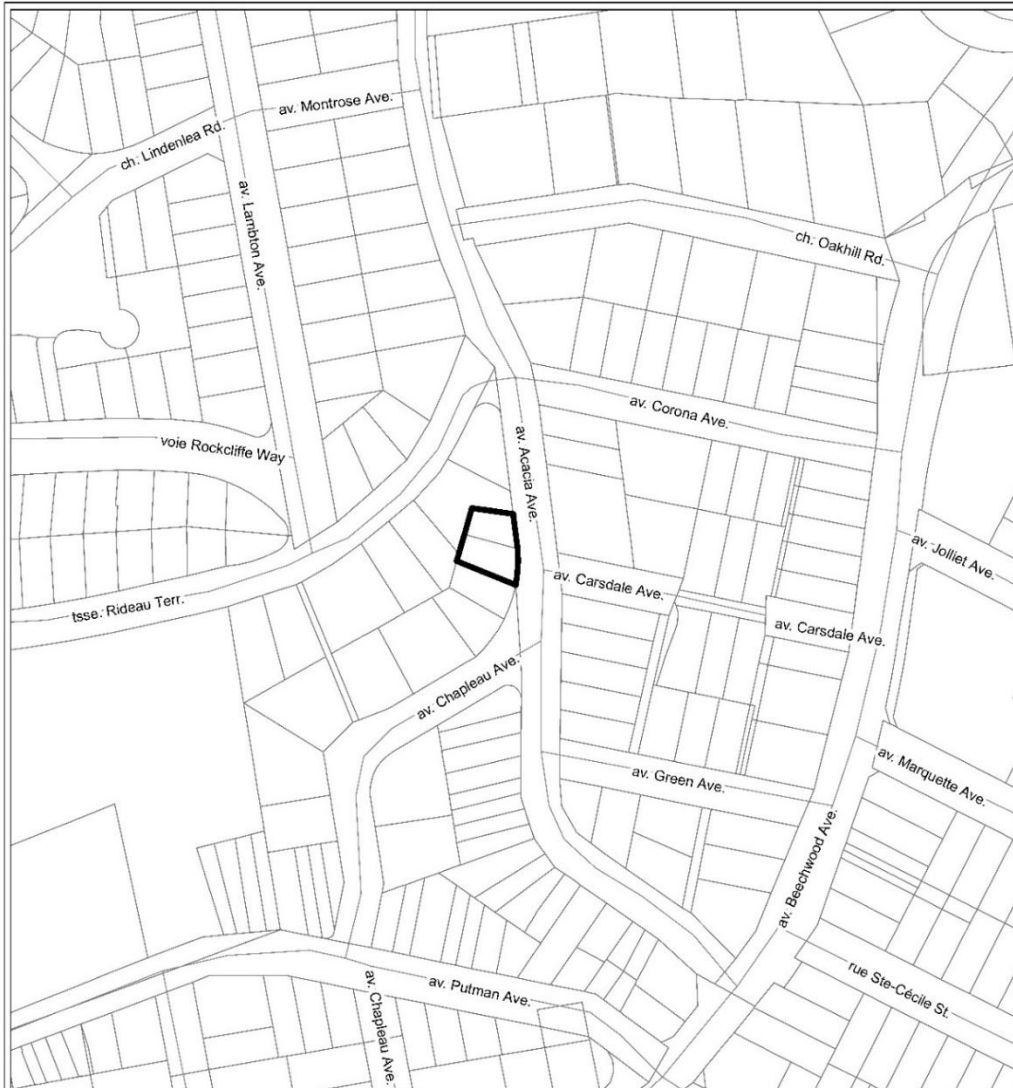 av. Montrose Ave.
ch. Lindenlea Rd.
av. Lambton Ave.
ch. Oakhill Rd.
av. Corona Ave.
av. Acacia Ave.
voie Rockcliffe Way
av. Jolliet Ave.
av. Carsdale Ave.
tsse. Rideau Terr.
av. Carsdale Ave.
av. Chapleau Ave.
av. Green Ave.
av. Marquette Ave.
av. Beechwood Ave.
rue Ste-Cécile St.
av. Putman Ave.
av. Chapleau Ave.